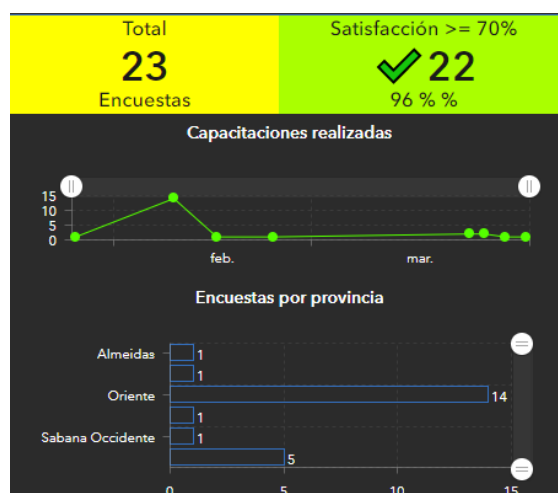 Total
23
Encuestas
Satisfacción >= 70%
22
96 % %
Capacitaciones realizadas
15
10
5
0
feb.
mar.
Encuestas por provincia
Almeidas
1
1
Oriente
14
1
Sabana Occidente
1
5
0
5
10
15